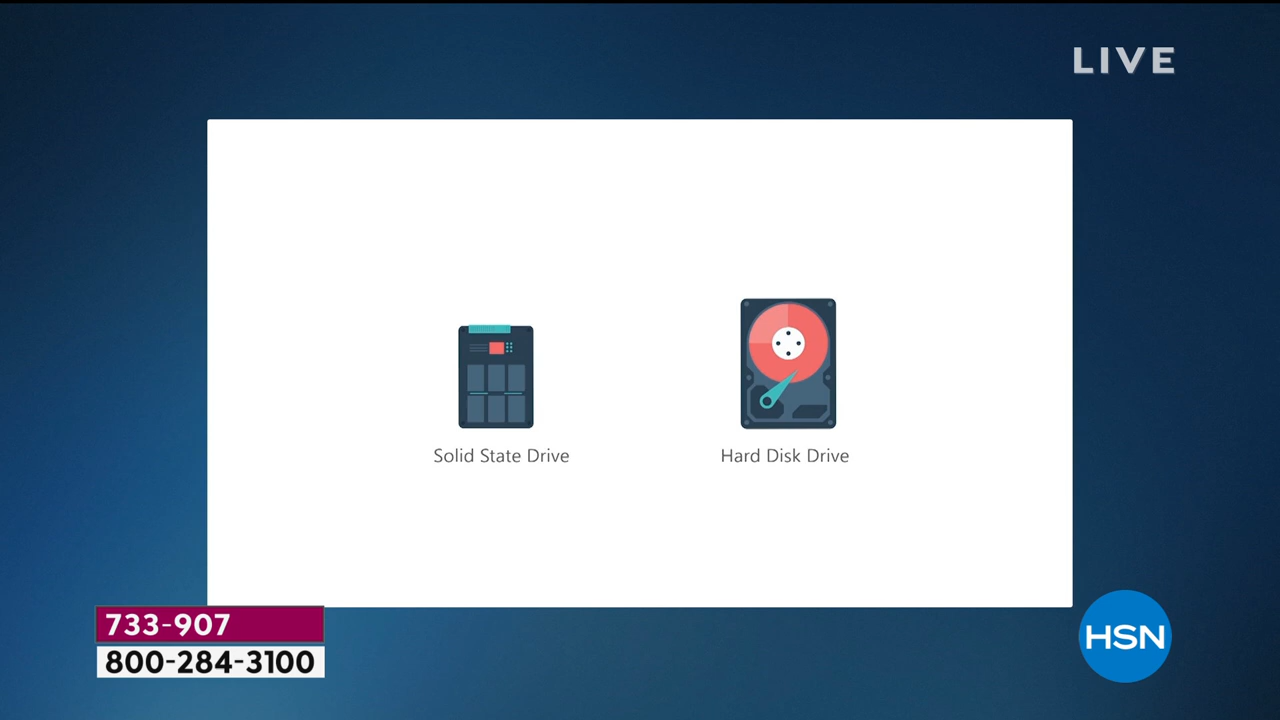 LIVE
Solid State Drive
Hard Disk Drive
733-907
800-284-3100
HSN